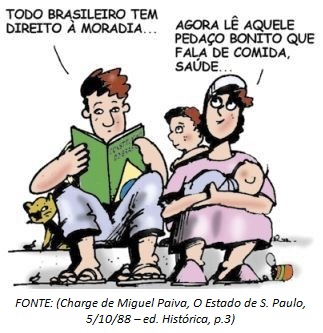 TODO BRASILEIRO TEM
DIREITO À MORADIA...
AGORA LÊ AQUELE
PEDAÇO BONITO QUE
FALA DE COMIDA,
SAÚDE...
FONTE: (Charge de Miguel Paiva, O Estado de S. Paulo,
5/10/88 – ed. Histórica, p.3)